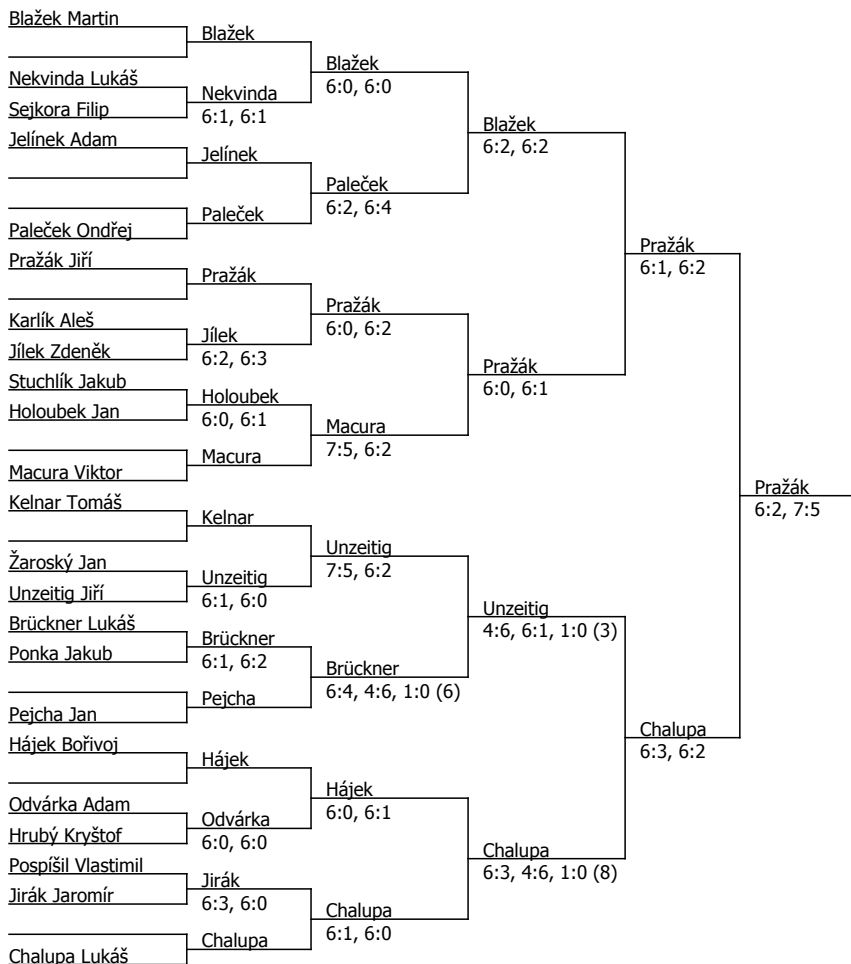 Blažek Martin
Blažek
Blažek
6:0, 6:0
Nekvinda Lukáš
Nekvinda
6:1, 6:1
Sejkora Filip
Blažek
6:2, 6:2
Jelínek Adam
Jelínek
Paleček
6:2, 6:4
Paleček
Paleček Ondřej
Pražák
6:1, 6:2
Pražák Jiří
Pražák
Pražák
6:0, 6:2
Karlík Aleš
Jílek
6:2, 6:3
Jílek Zdeněk
Pražák
6:0, 6:1
Stuchlík Jakub
Holoubek
6:0, 6:1
Holoubek Jan
Macura
7:5, 6:2
Macura
Macura Viktor
Pražák
6:2, 7:5
Kelnar Tomáš
Kelnar
Unzeitig
7:5, 6:2
Žaroský Jan
Unzeitig
6:1, 6:0
Unzeitig Jiří
Unzeitig
4:6, 6:1, 1:0 (3)
Brückner Lukáš
Brückner
6:1, 6:2
Ponka Jakub
Brückner
6:4, 4:6, 1:0 (6)
Pejcha
Pejcha Jan
Chalupa
6:3, 6:2
Hájek Bořivoj
Hájek
Hájek
6:0, 6:1
Odvárka Adam
Odvárka
6:0, 6:0
Hrubý Kryštof
Chalupa
6:3, 4:6, 1:0 (8)
Pospíšil Vlastimil
Jirák
6:3, 6:0
Jirák Jaromír
Chalupa
6:1, 6:0
Chalupa
Chalupa Lukáš